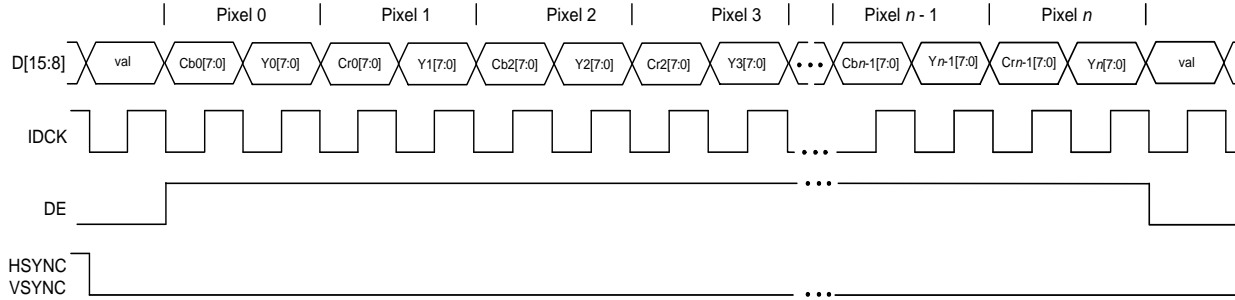 Pixel 0 Pixel 1 Pixel 2 Pixel 3 Pixel n - 1 Pixel n
D[15:8] val Cb0[7:0] Y0[7:0] Cr0[7:0] Y1[7:0] Cb2[7:0] Y2[7:0] Cr2[7:0] Y3[7:0] ••• Cbn-1[7:0] Yn-1[7:0] Crn-1[7:0] Yn[7:0] val
IDCK •••
DE •••
HSYNC
VSYNC •••